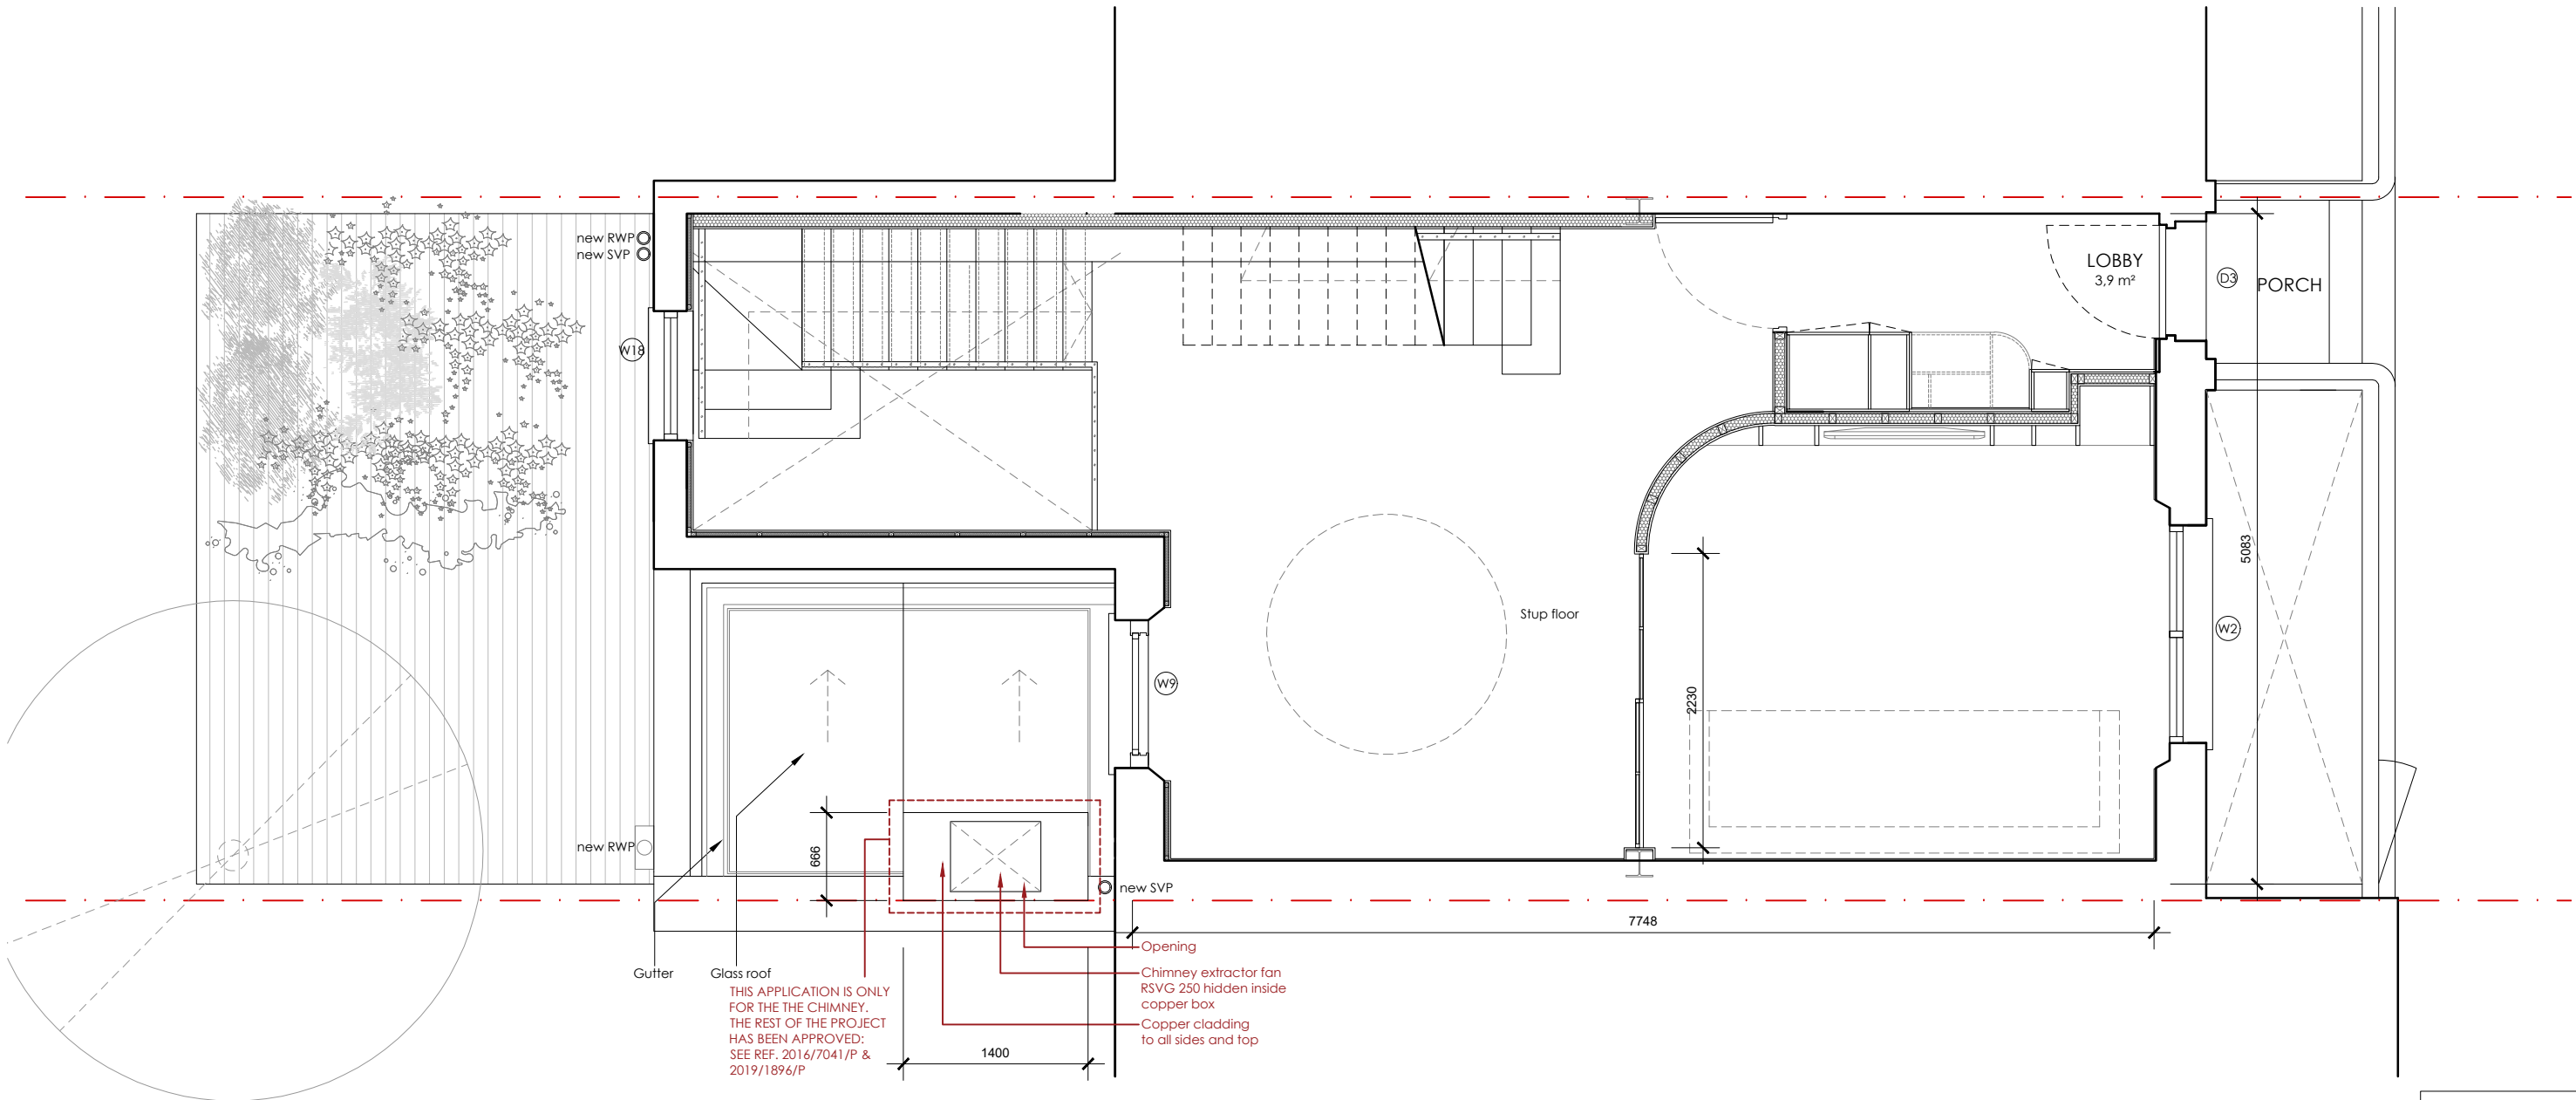 new RWP
new SVP
W18
LOBBY
3,9 m²
D3
PORCH
5083
W2
Stup floor
2230
W9
666
new RWP
new SVP
7748
Opening
Gutter
Glass roof
Chimney extractor fan
RSVG 250 hidden inside
copper box
THIS APPLICATION IS ONLY
FOR THE THE CHIMNEY.
THE REST OF THE PROJECT
HAS BEEN APPROVED:
SEE REF. 2016/7041/P &
2019/1896/P
Copper cladding
to all sides and top
1400